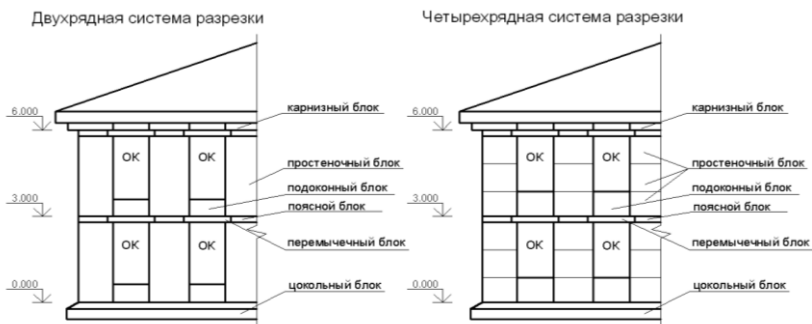 Двухрядная система разрезки
6.000
карнизный блок
ОК
ОК
простеночный блок
подоконный блок
3.000
поясной блок
ОК
ОК
перемычечный блок
0.000
цокольный блок
Четырехрядная система разрезки
6.000
карнизный блок
ОК
ОК
простеночный блок
подоконный блок
3.000
поясной блок
ОК
ОК
перемычечный блок
0.000
цокольный блок